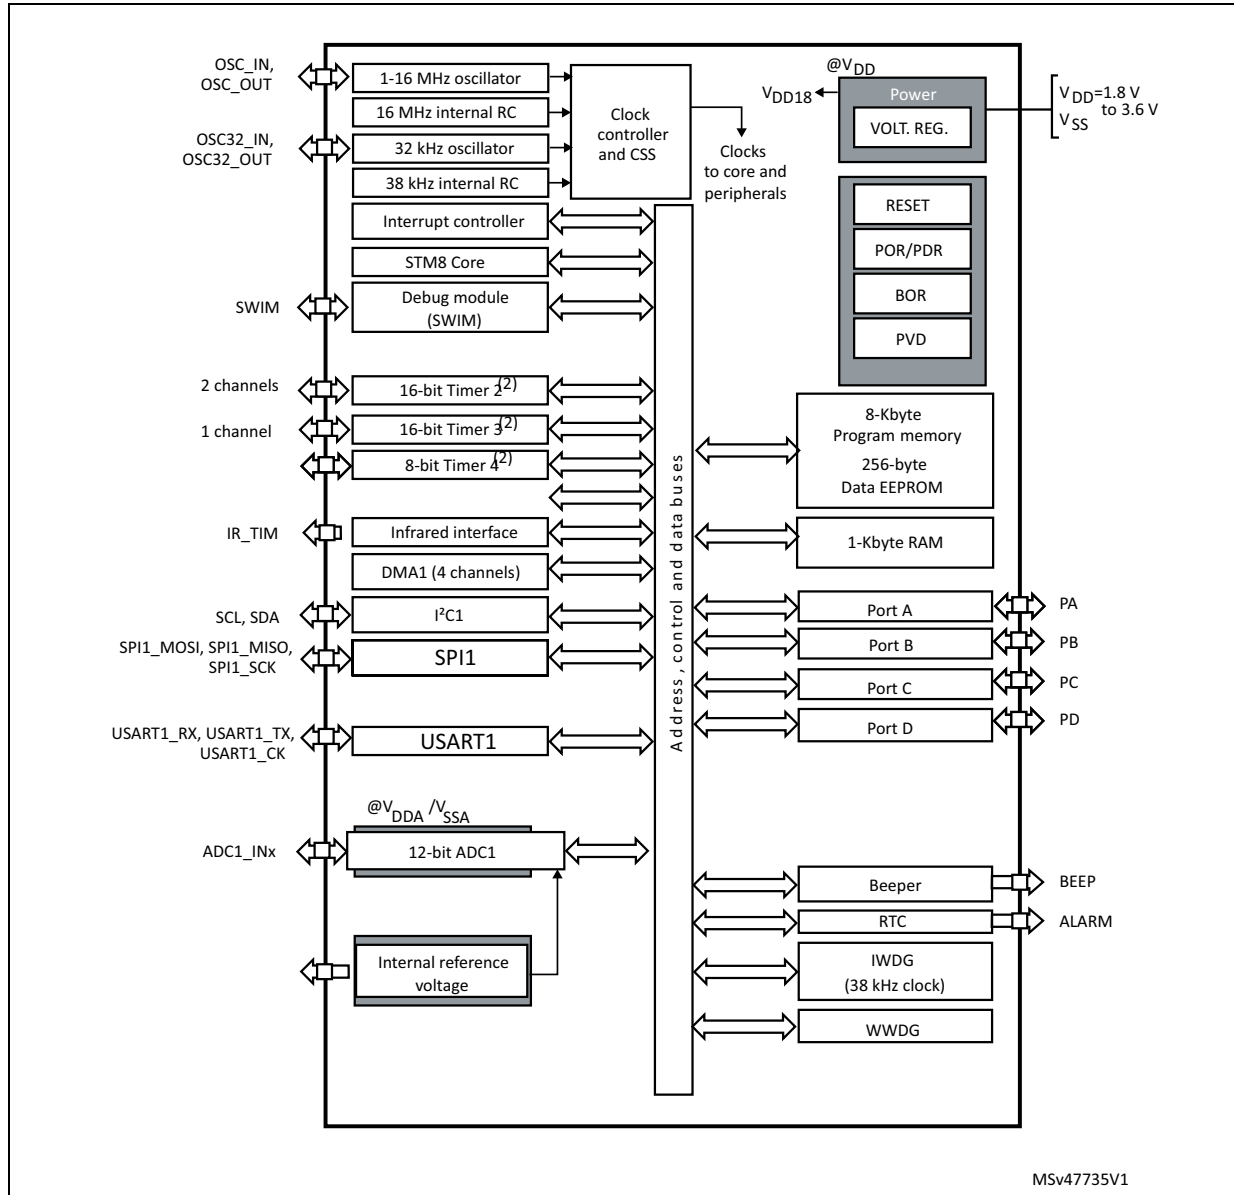 OSC_IN,
OSC_OUT
1-16 MHz oscillator
16 MHz internal RC
OSC32_IN,
OSC32_OUT
32 kHz oscillator
38 kHz internal RC
Clock
controller
and CSS
Clocks
to core and
peripherals
@VDD
VDD18
Power
VOLT. REG.
VDD=1.8 V
to 3.6 V
VSS
RESET
POR/PDR
BOR
PVD
Interrupt controller
STM8 Core
SWIM
Debug module
(SWIM)
2 channels
16-bit Timer 2(2)
1 channel
16-bit Timer 3(2)
8-bit Timer 4(2)
IR_TIM
Infrared interface
DMA1 (4 channels)
SCL, SDA
I²C1
SPI1_MOSI, SPI1_MISO,
SPI1_SCK
SPI1
USART1_RX, USART1_TX,
USART1_CK
USART1
@VDDA /VSSA
ADC1_INx
12-bit ADC1
Internal reference
voltage
Address, control and data buses
8-Kbyte
Program memory
256-byte
Data EEPROM
1-Kbyte RAM
Port A
PA
Port B
PB
Port C
PC
Port D
PD
Beeper
BEEP
RTC
ALARM
IWDG
(38 kHz clock)
WWDG
MSv47735V1